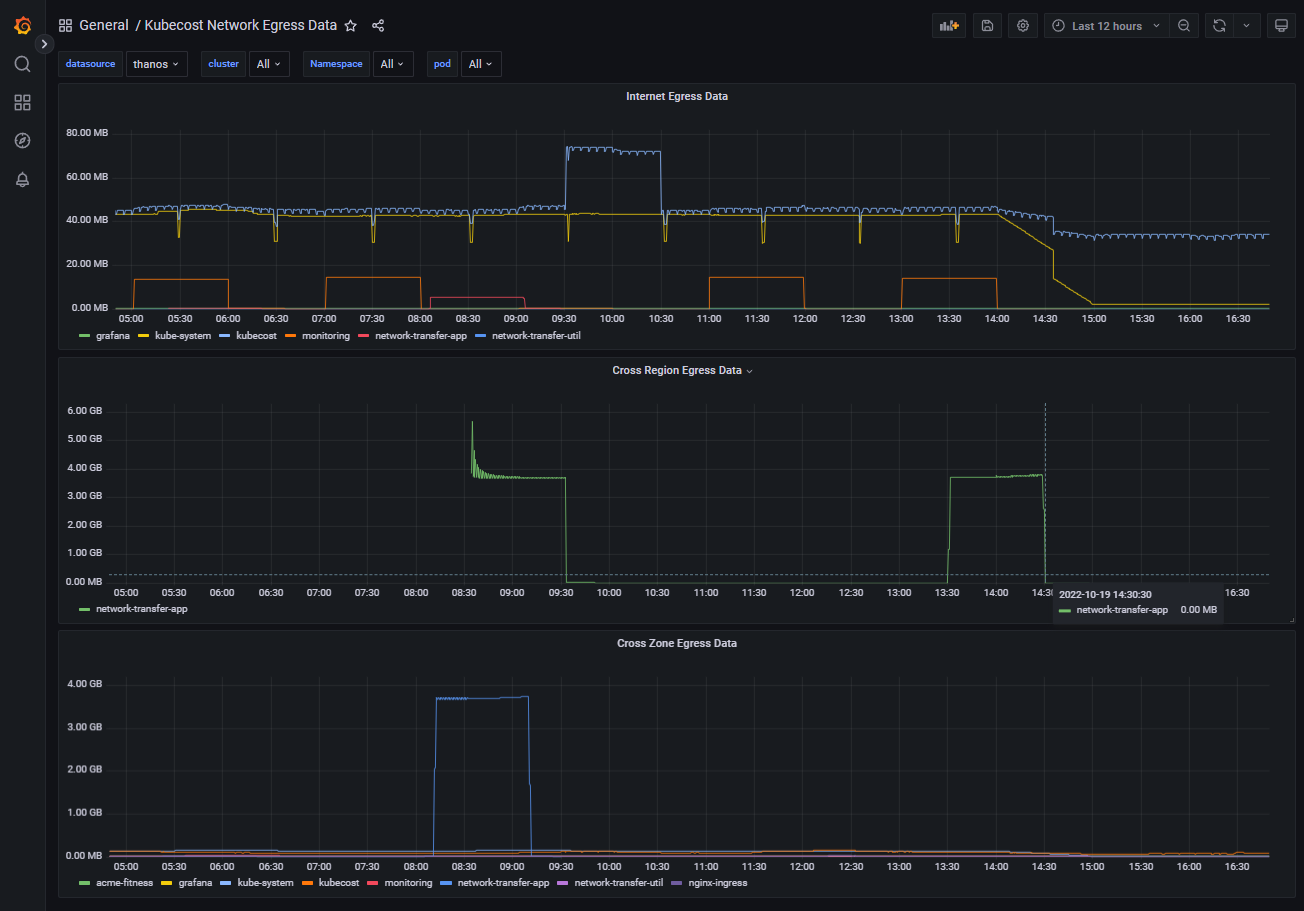 General / Kubecost Network Egress Data
Last 12 hours
datasource thanos cluster All Namespace All pod All
Internet Egress Data
80.00 MB
60.00 MB
40.00 MB
20.00 MB
0.00 MB
05:00 05:30 06:00 06:30 07:00 07:30 08:00 08:30 09:00 09:30 10:00 10:30 11:00 11:30 12:00 12:30 13:00 13:30 14:00 14:30 15:00 15:30 16:00 16:30
grafana kube-system kubecost monitoring network-transfer-app network-transfer-util
Cross Region Egress Data
6.00 GB
5.00 GB
4.00 GB
3.00 GB
2.00 GB
1.00 GB
0.00 MB
05:00 05:30 06:00 06:30 07:00 07:30 08:00 08:30 09:00 09:30 10:00 10:30 11:00 11:30 12:00 12:30 13:00 13:30 14:00 14:30 16:30
2022-10-19 14:30:30
network-transfer-app 0.00 MB
network-transfer-app
Cross Zone Egress Data
4.00 GB
3.00 GB
2.00 GB
1.00 GB
0.00 MB
05:00 05:30 06:00 06:30 07:00 07:30 08:00 08:30 09:00 09:30 10:00 10:30 11:00 11:30 12:00 12:30 13:00 13:30 14:00 14:30 15:00 15:30 16:00 16:30
acme-fitness grafana kube-system kubecost monitoring network-transfer-app network-transfer-util nginx-ingress